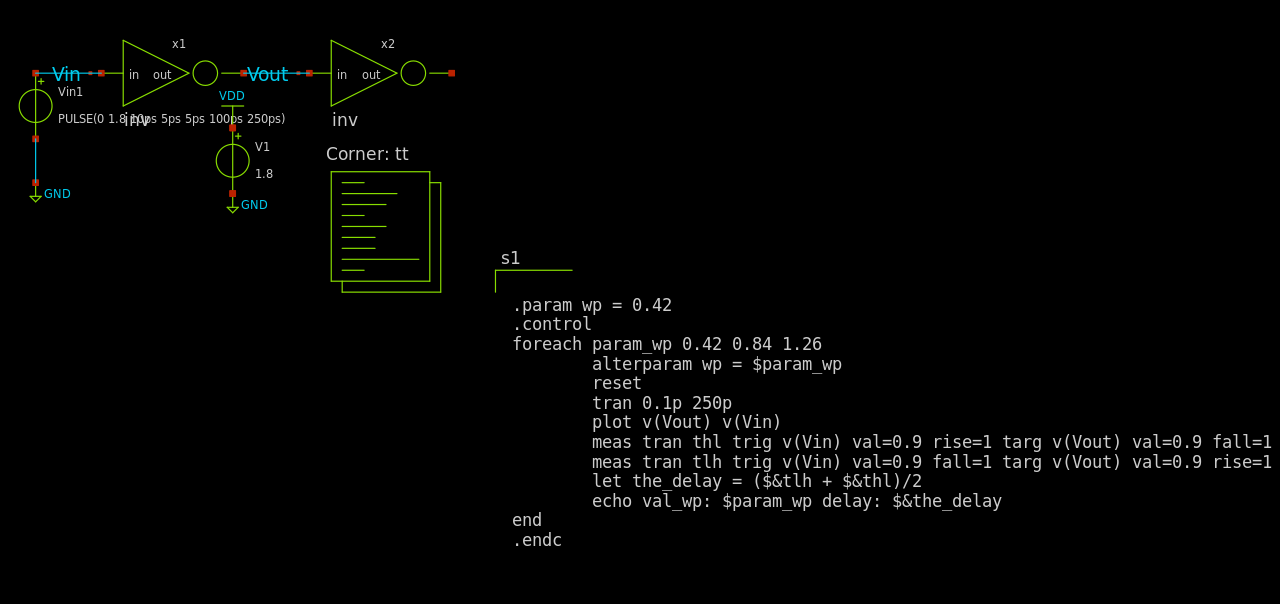 x1
x2
Vin
in out
Vout
in out
+
Vin1
VDD
PULSE(0 1.8 10ps 5ps 5ps 100ps 250ps)
inv
inv
+
V1
1.8
Corner: tt
GND
GND
s1
.param wp = 0.42
.control
foreach param_wp 0.42 0.84 1.26
alterparam wp = $param_wp
reset
tran 0.1p 250p
plot v(Vout) v(Vin)
meas tran thl trig v(Vin) val=0.9 rise=1 targ v(Vout) val=0.9 fall=1
meas tran tlh trig v(Vin) val=0.9 fall=1 targ v(Vout) val=0.9 rise=1
let the_delay = ($&tlh + $&thl)/2
echo val_wp: $param_wp delay: $&the_delay
end
.endc